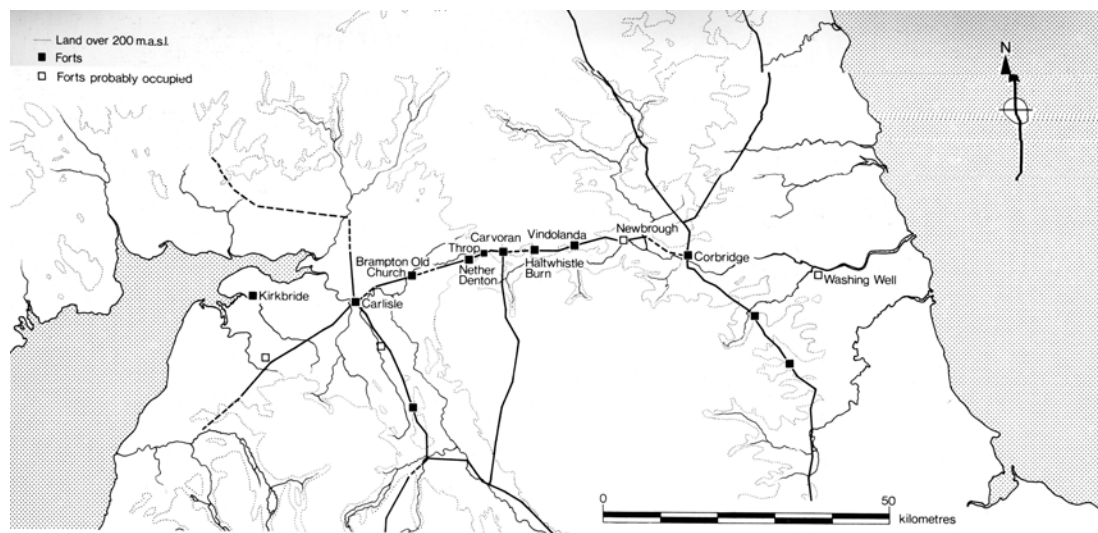 Land over 200 m.a.s.l.
Forts
Forts probably occupied
N
Newbrough
Vindolanda
Carvoran
Throp
Corbridge
Brampton Old
Church
Nether
Denton
Haltwhistle
Burn
Washing Well
Kirkbride
Carlisle
0
50
kilometres